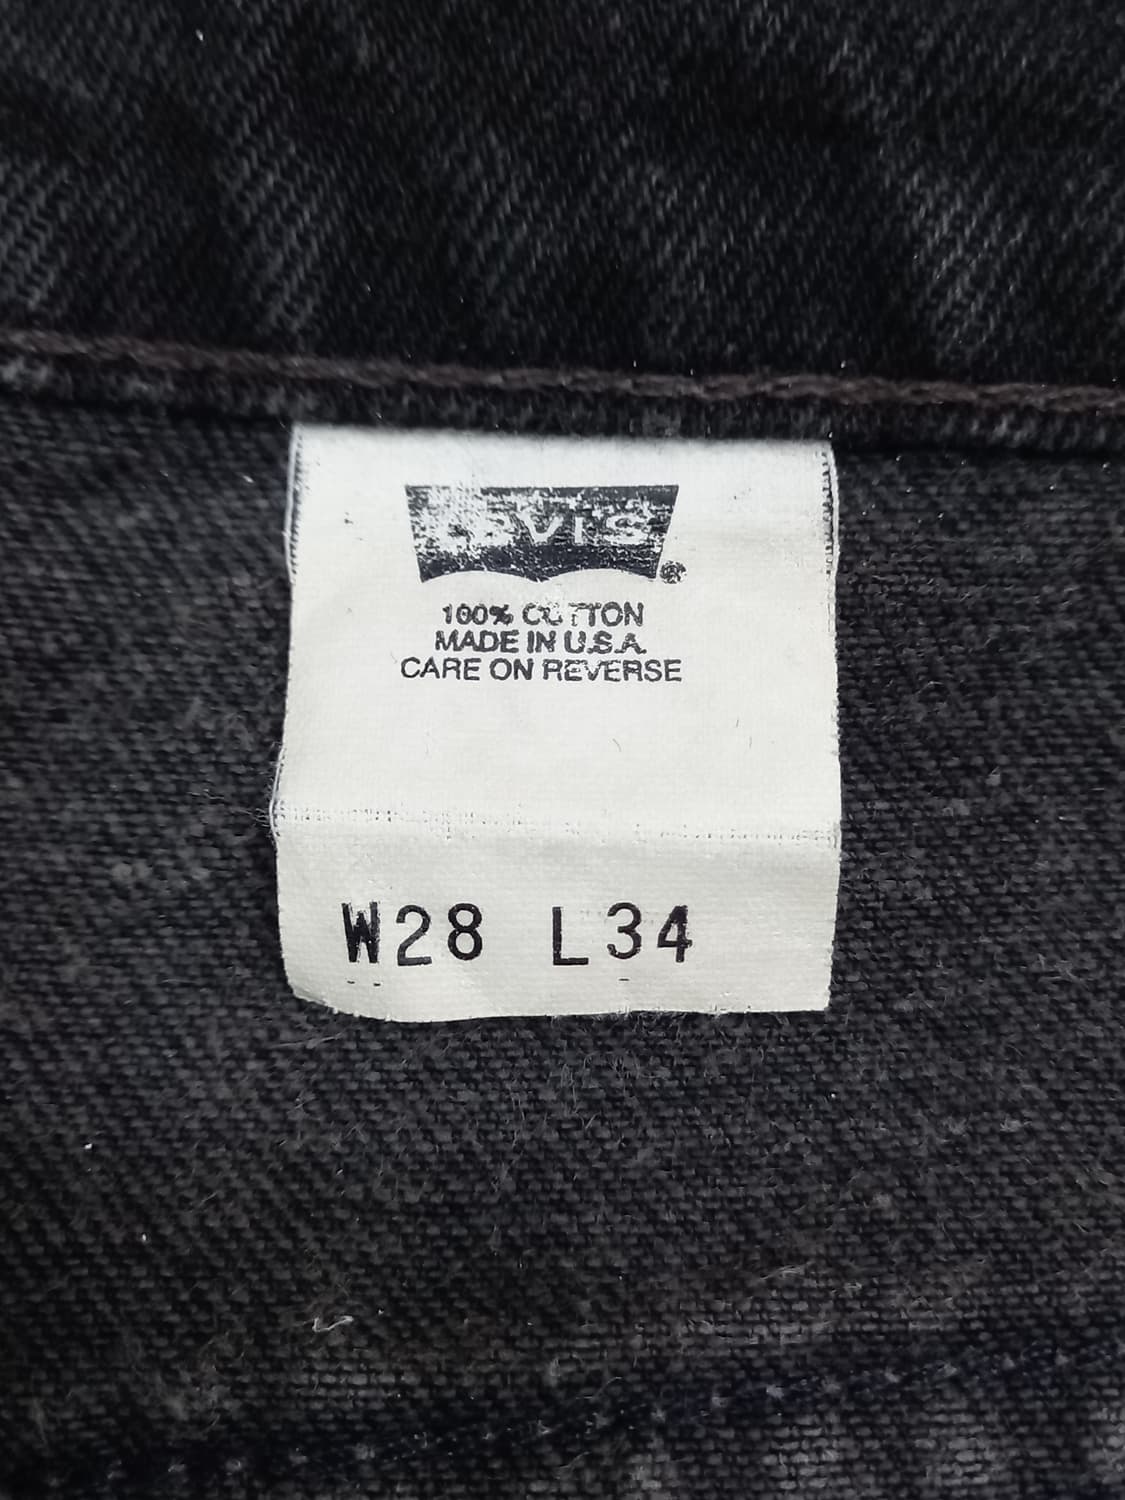 LEVI'S
100% COTTON
MADE IN U.S.A.
CARE ON REVERSE
W28 L34